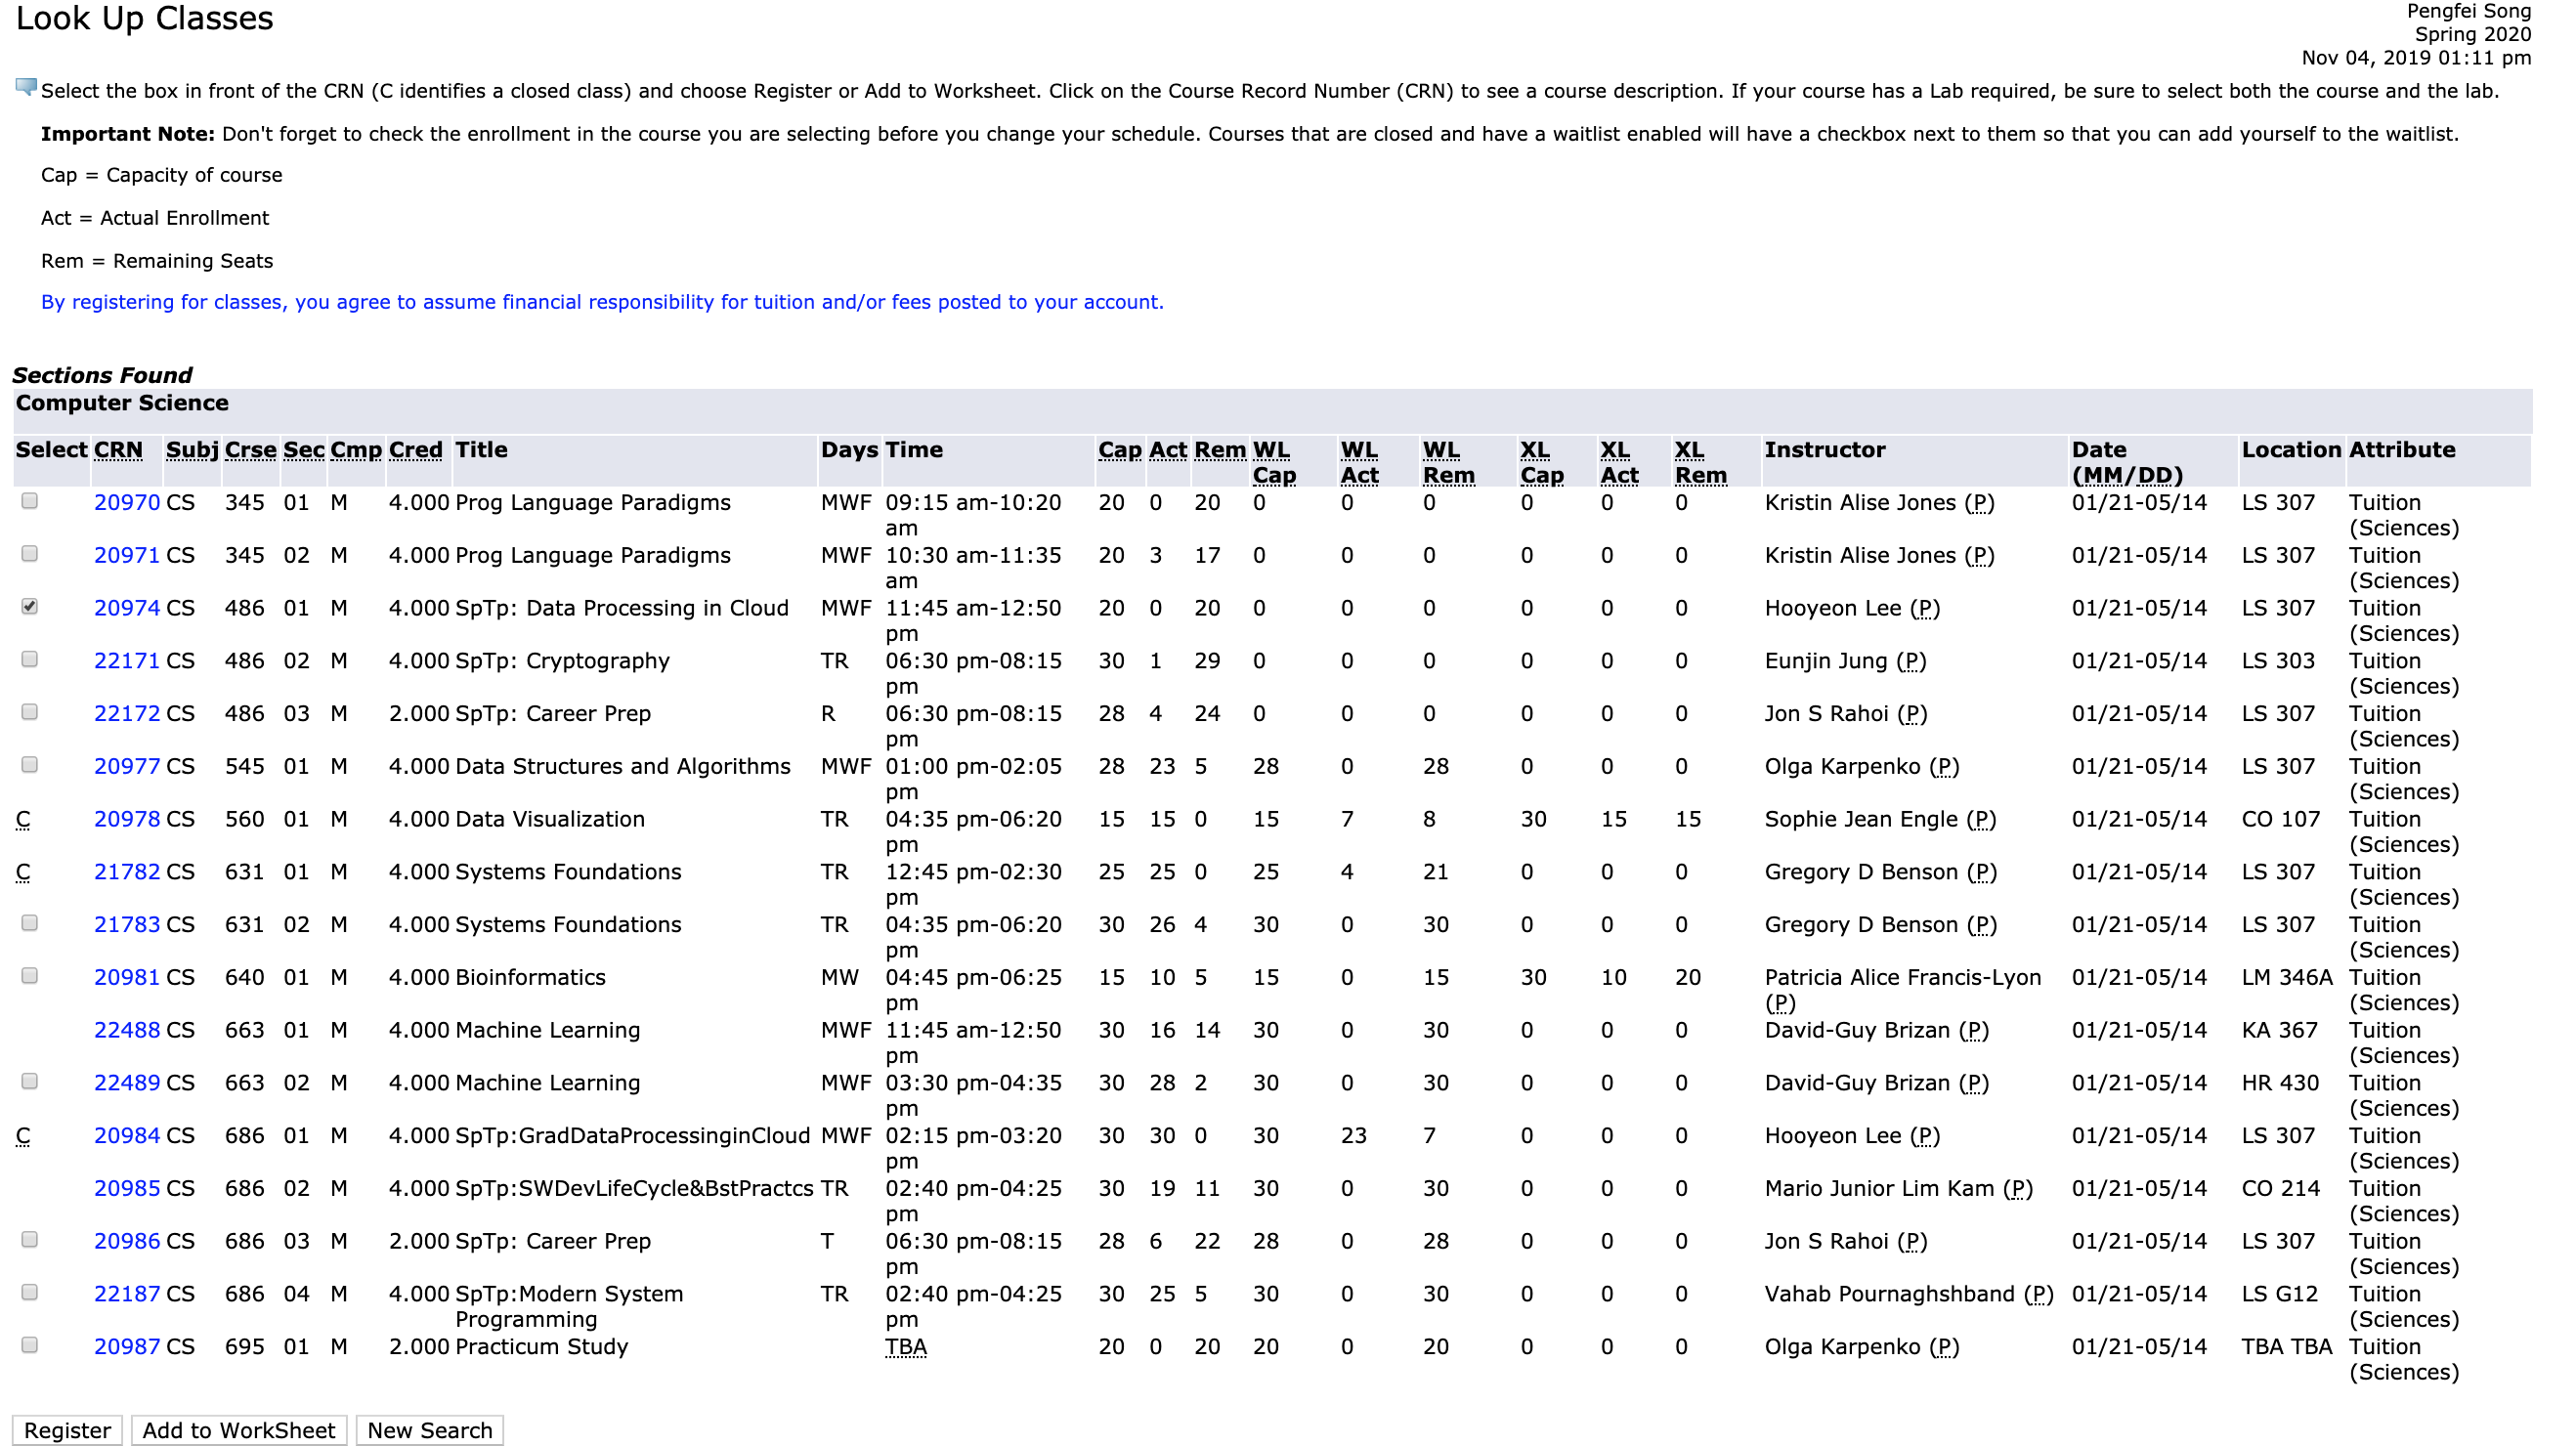 Look Up Classes
Pengfei Song
Spring 2020
Nov 04, 2019 01:11 pm
Select the box in front of the CRN (C identifies a closed class) and choose Register or Add to Worksheet. Click on the Course Record Number (CRN) to see a course description. If your course has a Lab required, be sure to select both the course and the lab.
Important Note: Don't forget to check the enrollment in the course you are selecting before you change your schedule. Courses that are closed and have a waitlist enabled will have a checkbox next to them so that you can add yourself to the waitlist.
Cap = Capacity of course
Act = Actual Enrollment
Rem = Remaining Seats
By registering for classes, you agree to assume financial responsibility for tuition and/or fees posted to your account.
Sections Found
Computer Science
Select CRN Subj Crse Sec Cmp Cred Title Days Time Cap Act Rem WL WL WL XL XL XL Instructor Date Location Attribute
Cap Act Rem Cap Act Rem (MM/DD)
20970 CS 345 01 M 4.000 Prog Language Paradigms MWF 09:15 am-10:20 20 0 20 0 0 0 0 0 0 Kristin Alise Jones (P) 01/21-05/14 LS 307 Tuition
am (Sciences)
20971 CS 345 02 M 4.000 Prog Language Paradigms MWF 10:30 am-11:35 20 3 17 0 0 0 0 0 0 Kristin Alise Jones (P) 01/21-05/14 LS 307 Tuition
am (Sciences)
20974 CS 486 01 M 4.000 SpTp: Data Processing in Cloud MWF 11:45 am-12:50 20 0 20 0 0 0 0 0 0 Hooyeon Lee (P) 01/21-05/14 LS 307 Tuition
pm (Sciences)
22171 CS 486 02 M 4.000 SpTp: Cryptography TR 06:30 pm-08:15 30 1 29 0 0 0 0 0 0 Eunjin Jung (P) 01/21-05/14 LS 303 Tuition
pm (Sciences)
22172 CS 486 03 M 2.000 SpTp: Career Prep R 06:30 pm-08:15 28 4 24 0 0 0 0 0 0 Jon S Rahoi (P) 01/21-05/14 LS 307 Tuition
pm (Sciences)
20977 CS 545 01 M 4.000 Data Structures and Algorithms MWF 01:00 pm-02:05 28 23 5 28 0 28 0 0 0 Olga Karpenko (P) 01/21-05/14 LS 307 Tuition
pm (Sciences)
C 20978 CS 560 01 M 4.000 Data Visualization TR 04:35 pm-06:20 15 15 0 15 7 8 30 15 15 Sophie Jean Engle (P) 01/21-05/14 CO 107 Tuition
pm (Sciences)
C 21782 CS 631 01 M 4.000 Systems Foundations TR 12:45 pm-02:30 25 25 0 25 4 21 0 0 0 Gregory D Benson (P) 01/21-05/14 LS 307 Tuition
pm (Sciences)
21783 CS 631 02 M 4.000 Systems Foundations TR 04:35 pm-06:20 30 26 4 30 0 30 0 0 0 Gregory D Benson (P) 01/21-05/14 LS 307 Tuition
pm (Sciences)
20981 CS 640 01 M 4.000 Bioinformatics MW 04:45 pm-06:25 15 10 5 15 0 15 30 10 20 Patricia Alice Francis-Lyon 01/21-05/14 LM 346A Tuition
pm (P) (Sciences)
22488 CS 663 01 M 4.000 Machine Learning MWF 11:45 am-12:50 30 16 14 30 0 30 0 0 0 David-Guy Brizan (P) 01/21-05/14 KA 367 Tuition
pm (Sciences)
22489 CS 663 02 M 4.000 Machine Learning MWF 03:30 pm-04:35 30 28 2 30 0 30 0 0 0 David-Guy Brizan (P) 01/21-05/14 HR 430 Tuition
pm (Sciences)
C 20984 CS 686 01 M 4.000 SpTp:GradDataProcessinginCloud MWF 02:15 pm-03:20 30 30 0 30 23 7 0 0 0 Hooyeon Lee (P) 01/21-05/14 LS 307 Tuition
pm (Sciences)
20985 CS 686 02 M 4.000 SpTp:SWDevLifeCycle&BstPractcs TR 02:40 pm-04:25 30 19 11 30 0 30 0 0 0 Mario Junior Lim Kam (P) 01/21-05/14 CO 214 Tuition
pm (Sciences)
20986 CS 686 03 M 2.000 SpTp: Career Prep T 06:30 pm-08:15 28 6 22 28 0 28 0 0 0 Jon S Rahoi (P) 01/21-05/14 LS 307 Tuition
pm (Sciences)
22187 CS 686 04 M 4.000 SpTp:Modern System TR 02:40 pm-04:25 30 25 5 30 0 30 0 0 0 Vahab Pournaghshband (P) 01/21-05/14 LS G12 Tuition
Programming pm (Sciences)
20987 CS 695 01 M 2.000 Practicum Study TBA 20 0 20 20 0 20 0 0 0 Olga Karpenko (P) 01/21-05/14 TBA TBA Tuition
(Sciences)
Register Add to WorkSheet New Search